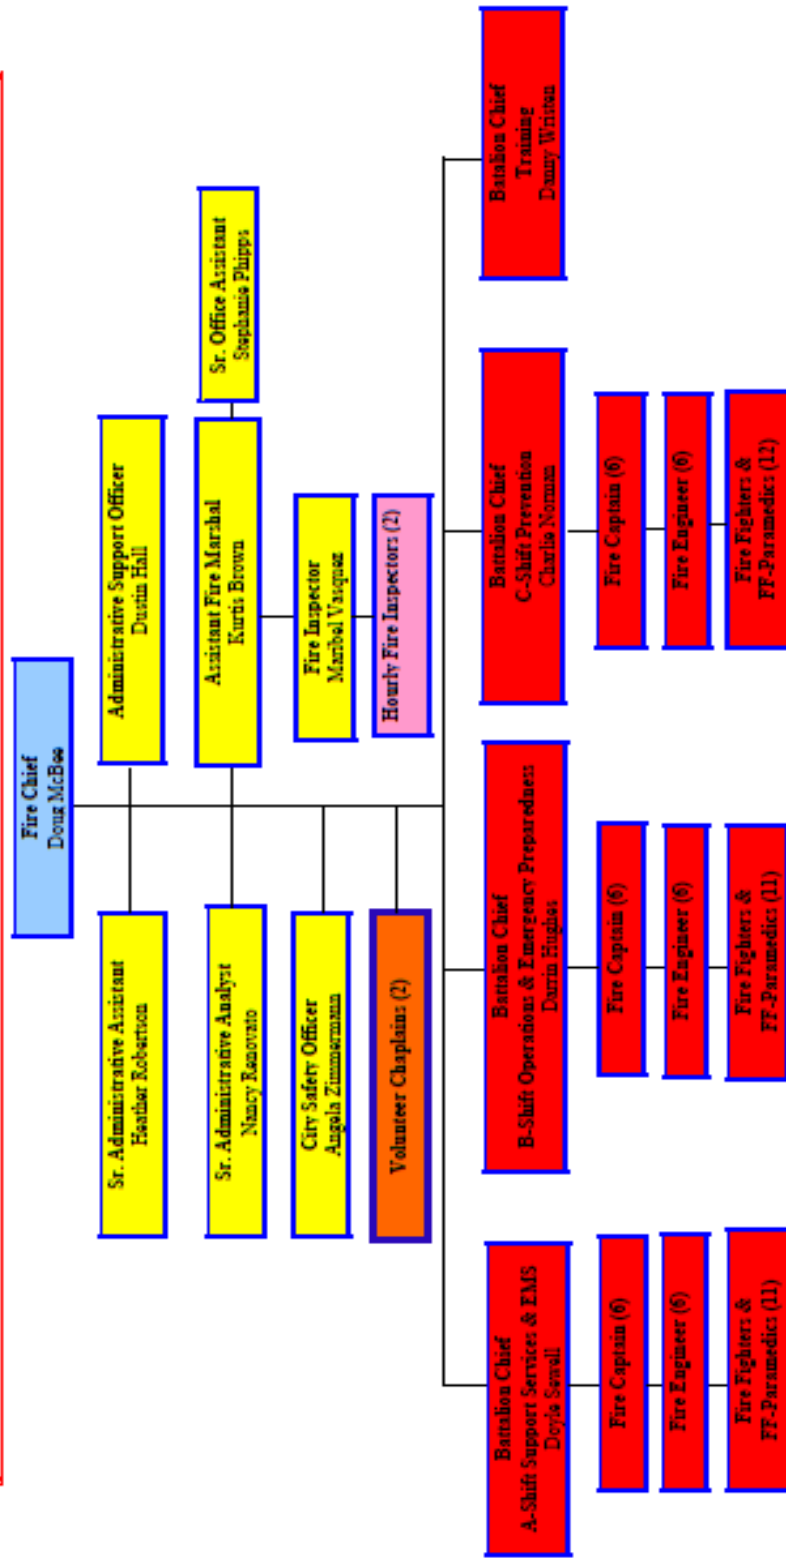 Fire Chief
Doug McBee
Sr. Administrative Assistant
Heather Robertson
Administrative Support Officer
Dustin Hall
Sr. Administrative Analyst
Nancy Renovato
Assistant Fire Marshal
Kurtis Brown
Sr. Office Assistant
Stephanie Phipps
City Safety Officer
Angela Zimmermann
Fire Inspector
Maribel Vasquez
Volunteer Chaplains (2)
Hourly Fire Inspectors (2)
Battalion Chief
A-Shift Support Services & EMS
Doyle Sewell
Battalion Chief
B-Shift Operations & Emergency Preparedness
Darrin Hughes
Battalion Chief
C-Shift Prevention
Charlie Norman
Batalion Chief
Training
Danny Wristen
Fire Captain (6)
Fire Captain (6)
Fire Captain (6)
Fire Engineer (6)
Fire Engineer (6)
Fire Engineer (6)
Fire Fighters &
FF-Paramedics (11)
Fire Fighters &
FF-Paramedics (11)
Fire Fighters &
FF-Paramedics (12)